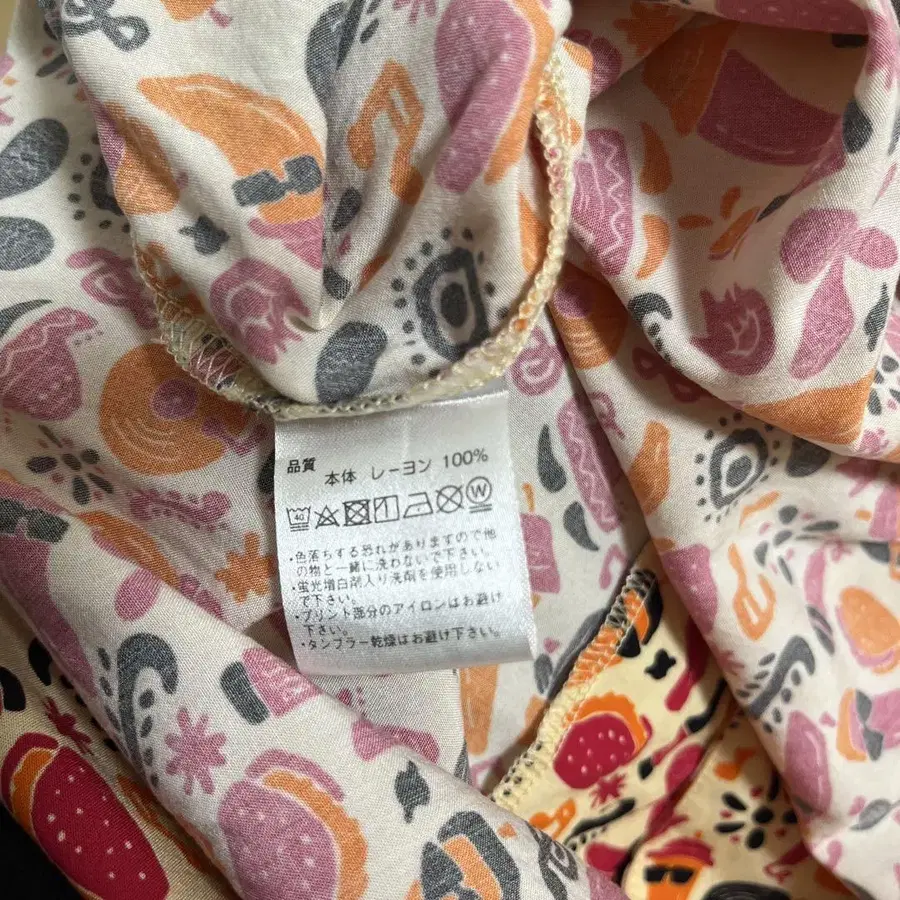 品質
本体 レーヨン 100%
40 W
・色落ちする恐れがありますので他
の物と一緒に洗わないで下さい。
・蛍光増白剤入り洗剤を使用しない
で下さい。
・プリント部分のアイロンはお避け
下さい。
・タンブラー乾燥はお避け下さい。